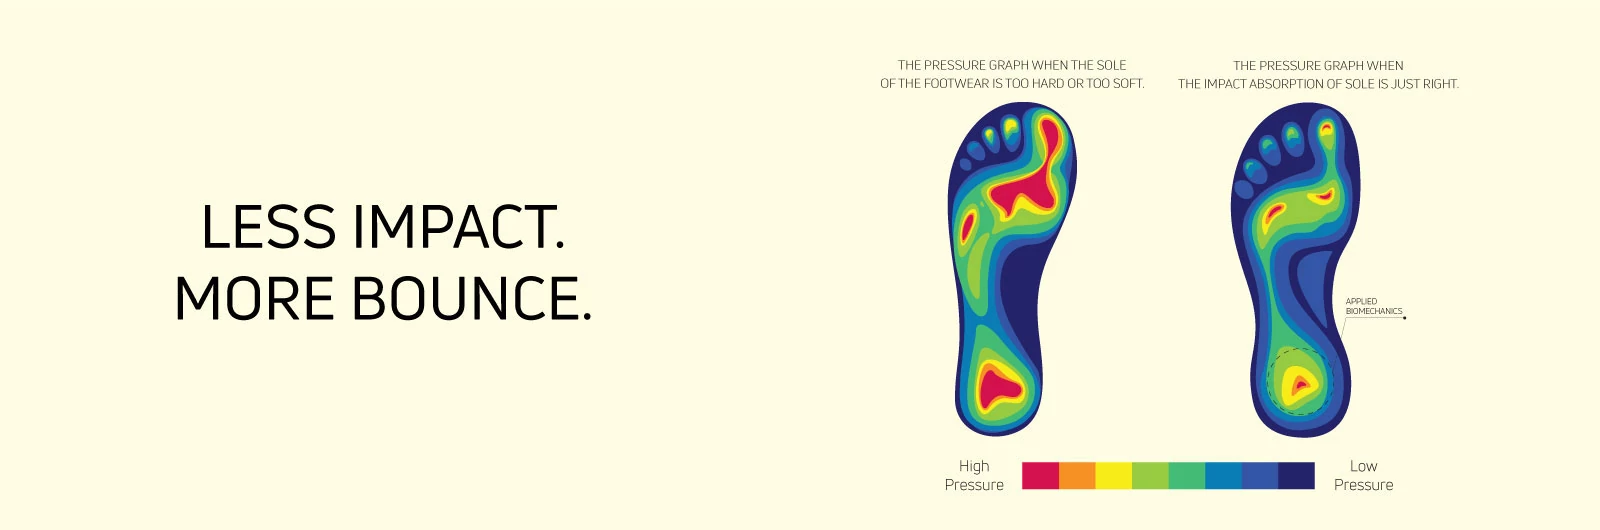 LESS IMPACT.
MORE BOUNCE.
THE PRESSURE GRAPH WHEN THE SOLE
OF THE FOOTWEAR IS TOO HARD OR TOO SOFT.
THE PRESSURE GRAPH WHEN
THE IMPACT ABSORPTION OF SOLE IS JUST RIGHT.
APPLIED
BIOMECHANICS
High
Pressure
Low
Pressure